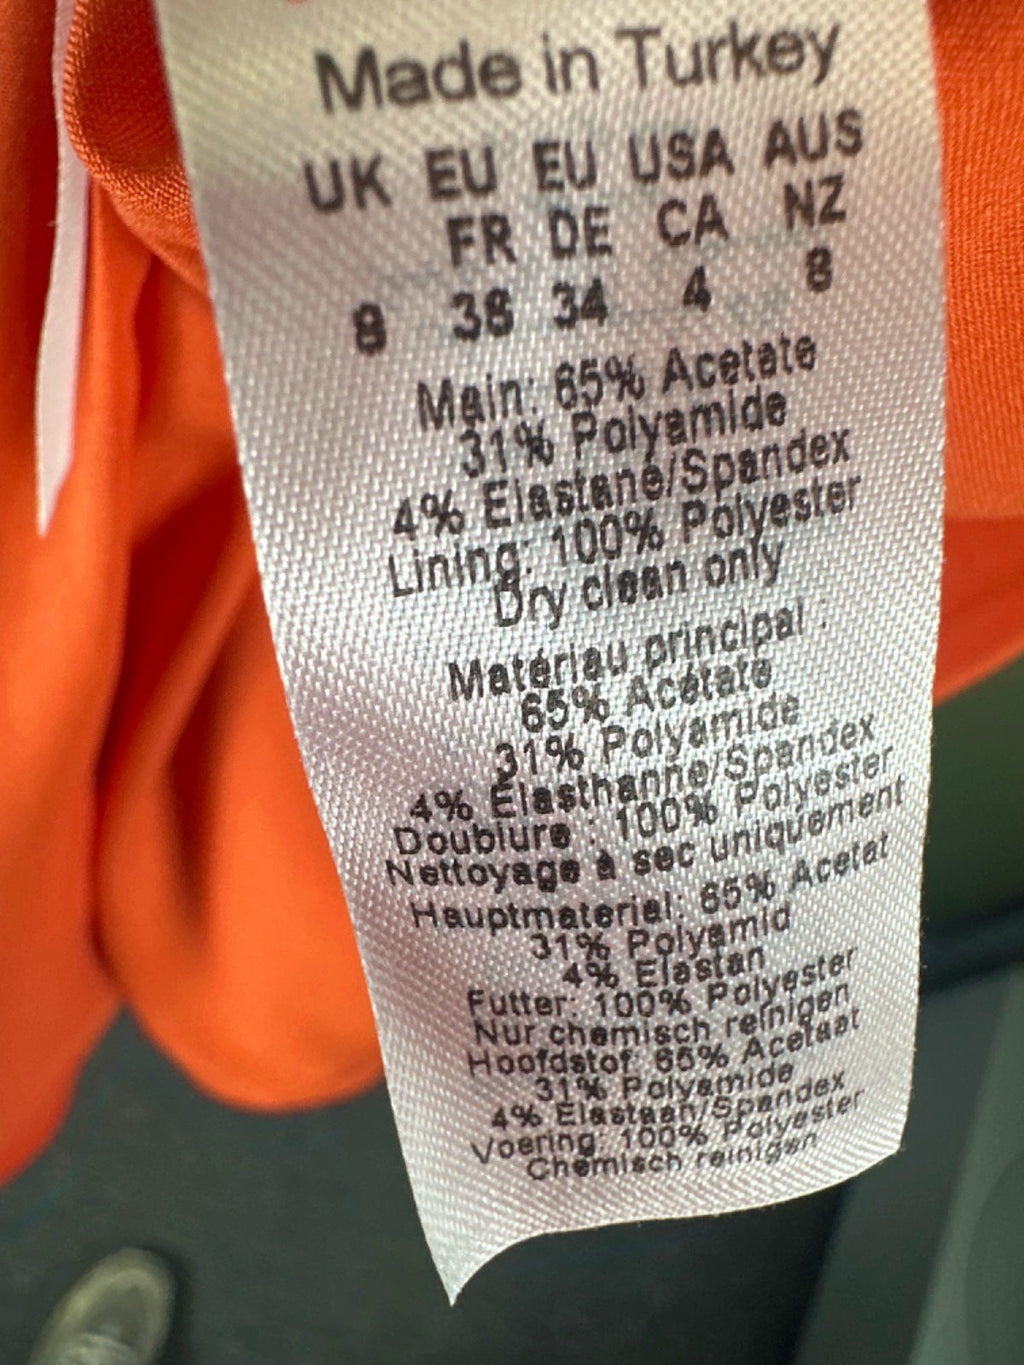 Made in Turkey
UK EU EU USA AUS
FR DE CA NZ
8 36 34 4 8
Main: 65% Acetate
31% Polyamide
4% Elastane/Spandex
Lining: 100% Polyester
Dry clean only
Matériau principal :
65% Acétate
31% Polyamide
4% Élasthanne/Spandex
Doublure : 100% Polyester
Nettoyage à sec uniquement
Hauptmaterial: 65% Acetat
31% Polyamid
4% Elastan
Futter: 100% Polyester
Nur chemisch reinigen
Hoofdstof: 65% Acetaat
31% Polyamide
4% Elastaan/Spandex
Voering: 100% Polyester
Chemisch reinigen